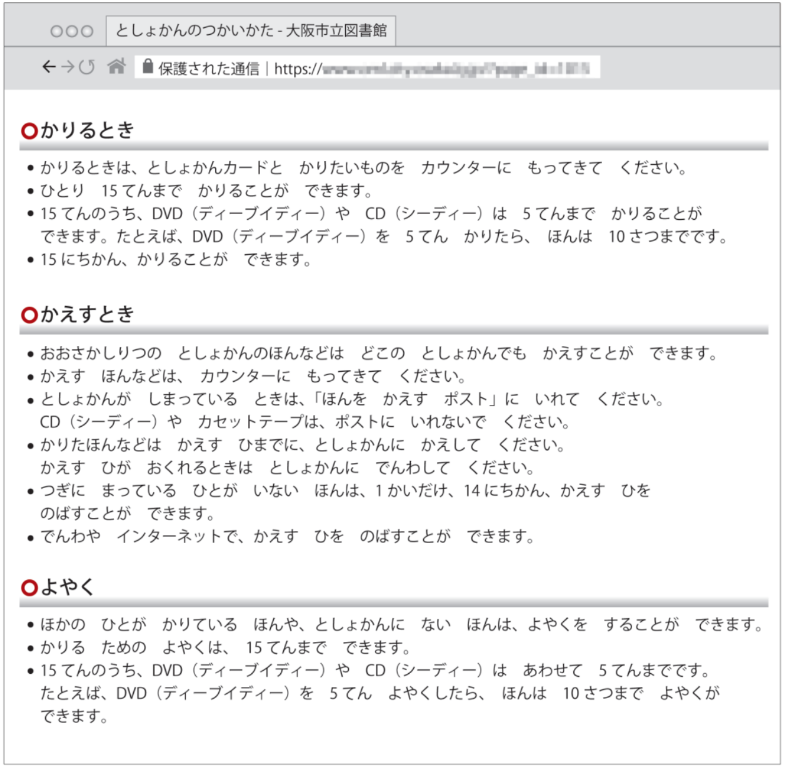 としょかんのつかいかた - 大阪市立図書館
保護された通信｜https://
かりるとき
• かりるときは、としょかんカードと　かりたいものを　カウンターに　もってきて　ください。
• ひとり　15 てんまで　かりることが　できます。
• 15 てんのうち、DVD（ディーブイディー）や　CD（シーディー）は　5 てんまで　かりることが
できます。たとえば、DVD（ディーブイディー）を　5 てん　かりたら、　ほんは　10 さつまでです。
• 15 にちかん、かりることが　できます。
かえすとき
• おおさかしりつの　としょかんのほんなどは　どこの　としょかんでも　かえすことが　できます。
• かえす　ほんなどは、　カウンターに　もってきて　ください。
• としょかんが　しまっている　ときは、「ほんを　かえす　ポスト」に　いれて　ください。
CD（シーディー）や　カセットテープは、ポストに　いれないで　ください。
• かりたほんなどは　かえす　ひまでに、としょかんに　かえして　ください。
かえす　ひが　おくれるときは　としょかんに　でんわして　ください。
• つぎに　まっている　ひとが　いない　ほんは、1 かいだけ、14 にちかん、かえす　ひを
のばすことが　できます。
• でんわや　インターネットで、かえす　ひを　のばすことが　できます。
よやく
• ほかの　ひとが　かりている　ほんや、としょかんに　ない　ほんは、よやくを　することが　できます。
• かりる　ための　よやくは、　15 てんまで　できます。
• 15 てんのうち、DVD（ディーブイディー）や　CD（シーディー）は　あわせて　5 てんまでです。
たとえば、DVD（ディーブイディー）を　5 てん　よやくしたら、　ほんは　10 さつまで　よやくが
できます。